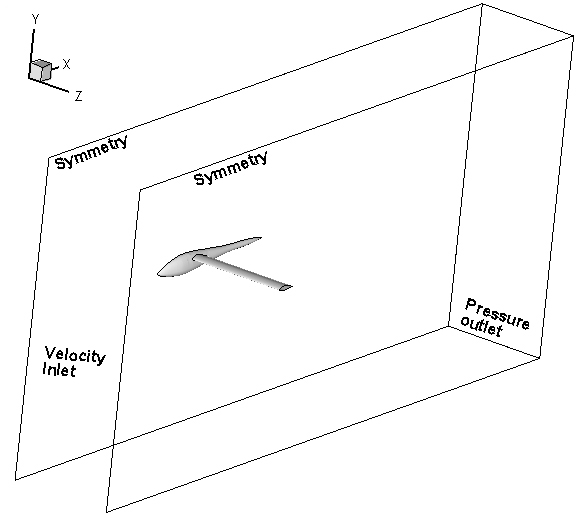 Y
X
Z
Symmetry
Symmetry
Velocity
Inlet
Pressure
outlet